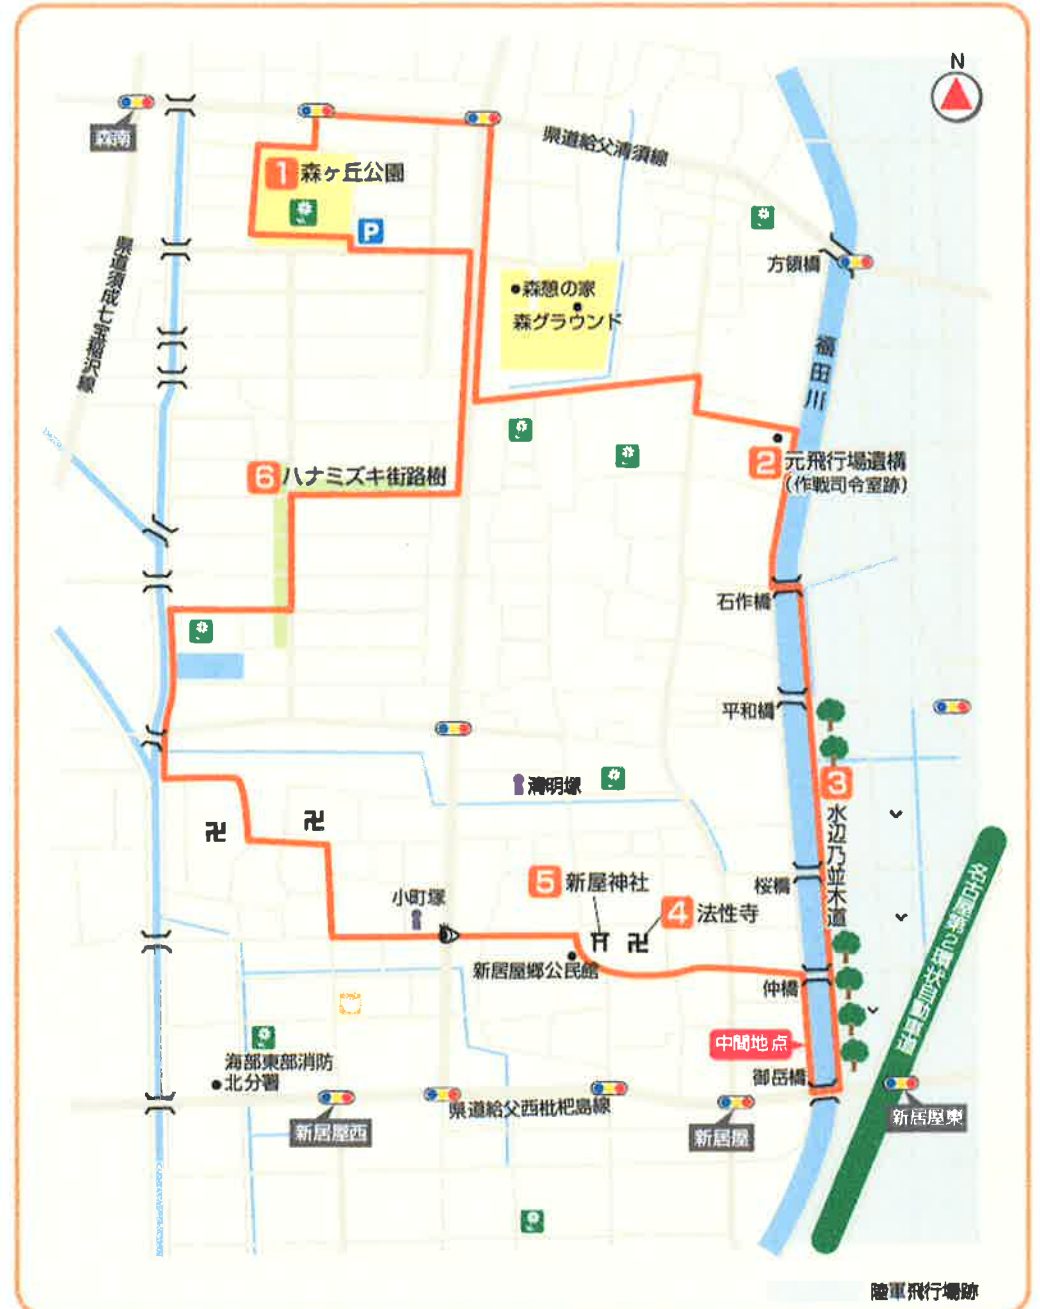 N
森南
県道給父清須線
1 森ヶ丘公園
P
方領橋
県道須成七宝稲沢線
森憩の家
森グラウンド
福田川
6 ハナミズキ街路樹
2 元飛行場遺構
(作戦司令室跡)
石作橋
平和橋
清明塚
3 水辺乃並木道
桜橋
5 新屋神社
小町塚
4 法性寺
新居屋郷公民館
仲橋
中間地点
海部東部消防
北分署
御岳橋
県道給父西枇杷島線
新居屋西
新居屋
新居屋東
名古屋第2環状自動車道
陸軍飛行場跡